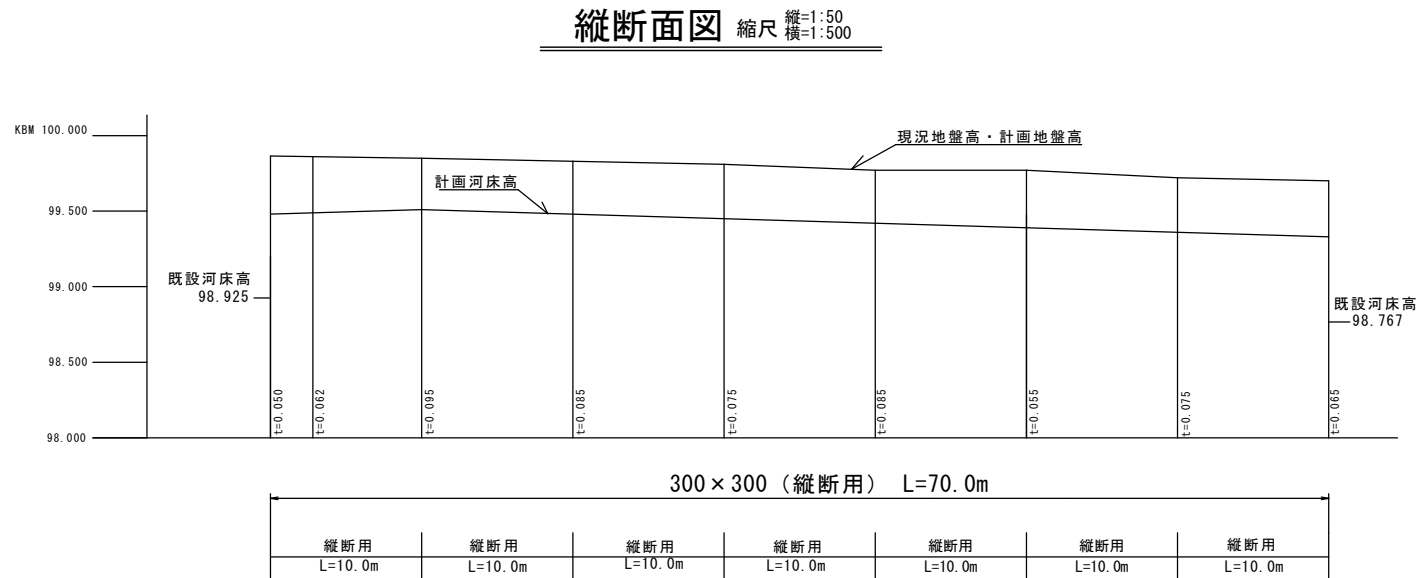 縦断面図 縮尺 縦=1:50
横=1:500
KBM 100.000
現況地盤高・計画地盤高
計画河床高
99.500
既設河床高
98.925
99.000
既設河床高
98.767
98.500
t=0.050
t=0.062
t=0.095
t=0.085
t=0.075
t=0.085
t=0.055
t=0.075
t=0.065
98.000
300×300（縦断用） L=70.0m
縦断用 縦断用 縦断用 縦断用 縦断用 縦断用 縦断用
L=10.0m L=10.0m L=10.0m L=10.0m L=10.0m L=10.0m L=10.0m